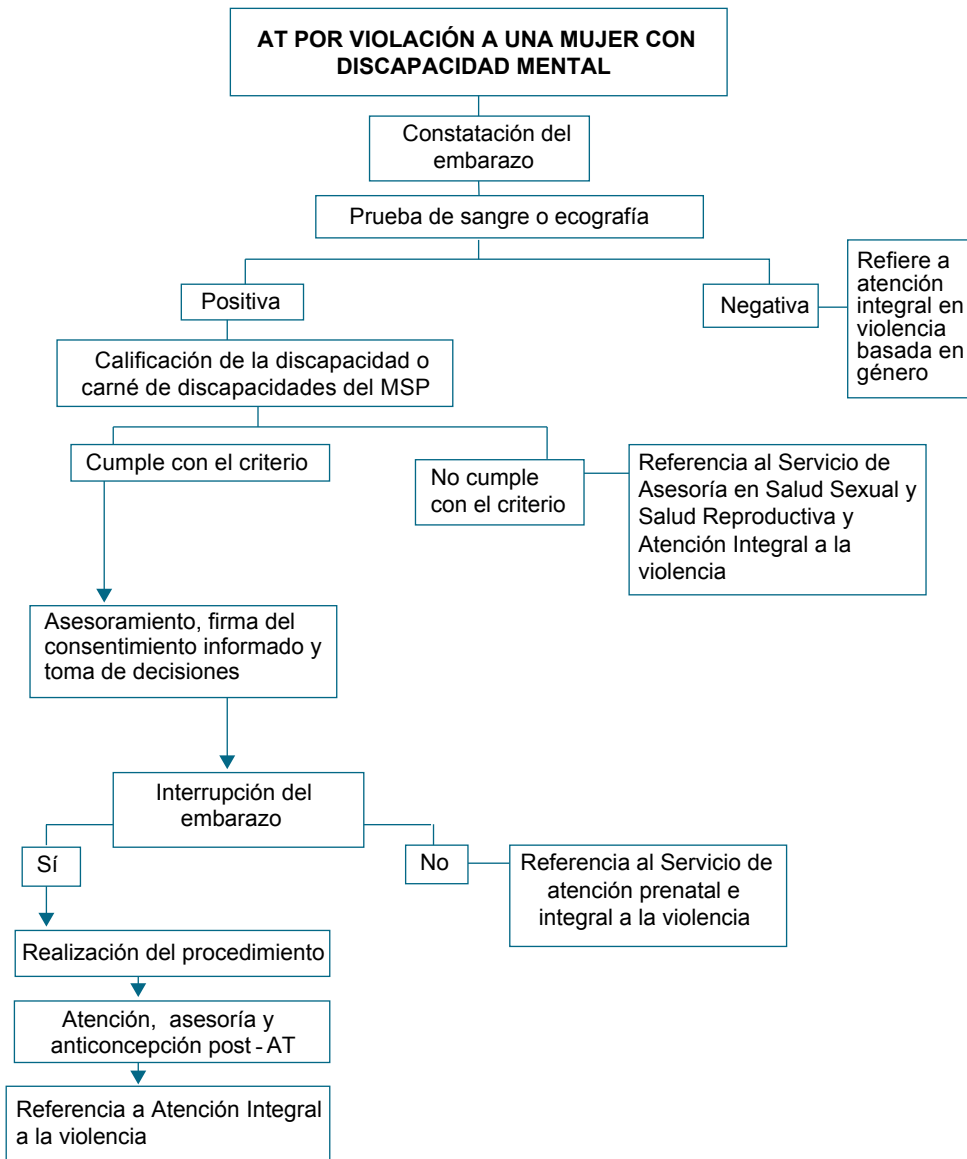 AT POR VIOLACIÓN A UNA MUJER CON
DISCAPACIDAD MENTAL
Constatación del
embarazo
Prueba de sangre o ecografía
Positiva
Negativa
Refiere a
atención
integral en
violencia
basada en
género
Calificación de la discapacidad o
carné de discapacidades del MSP
Cumple con el criterio
No cumple
con el criterio
Referencia al Servicio de
Asesoría en Salud Sexual y
Salud Reproductiva y
Atención Integral a la
violencia
Asesoramiento, firma del
consentimiento informado y
toma de decisiones
Interrupción del
embarazo
Sí
No
Referencia al Servicio de
atención prenatal e
integral a la violencia
Realización del procedimiento
Atención, asesoría y
anticoncepción post - AT
Referencia a Atención Integral
a la violencia